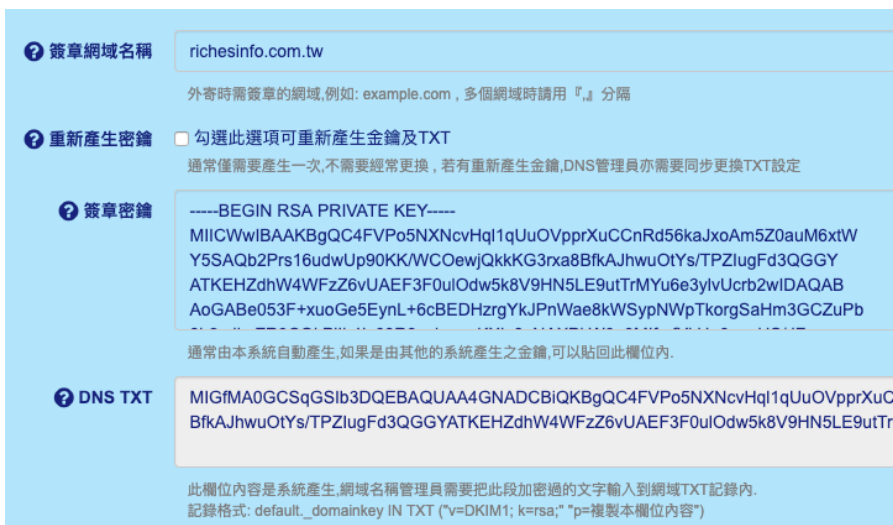 簽章網域名稱
richesinfo.com.tw
外寄時需簽章的網域,例如: example.com , 多個網域時請用『,』分隔
重新產生密鑰
勾選此選項可重新產生金鑰及TXT
通常僅需要產生一次,不需要經常更換 , 若有重新產生金鑰,DNS管理員亦需要同步更換TXT設定
簽章密鑰
-----BEGIN RSA PRIVATE KEY-----
MIICWwIBAAKBgQC4FVPo5NXNcvHqI1qUuOVpprXuCCnRd56kaJxoAm5Z0auM6xtW
Y5SAQb2Prs16udwUp90KK/WCOewjQkkKG3rxa8BfkAJhwuOtYs/TPZIugFd3QGGY
ATKEHZdhW4WFzZ6vUAEF3F0ulOdw5k8V9HN5LE9utTrMYu6e3ylvUcrb2wIDAQAB
AoGABe053F+xuoGe5EynL+6cBEDHzrgYkJPnWae8kWSypNWpTkorgSaHm3GCZuPb
通常由本系統自動產生,如果是由其他的系統產生之金鑰,可以貼回此欄位內.
DNS TXT
MIGfMA0GCSqGSIb3DQEBAQUAA4GNADCBiQKBgQC4FVPo5NXNcvHqI1qUuOVpprXuC
BfkAJhwuOtYs/TPZIugFd3QGGYATKEHZdhW4WFzZ6vUAEF3F0ulOdw5k8V9HN5LE9utTr
此欄位內容是系統產生,網域名稱管理員需要把此段加密過的文字輸入到網域TXT記錄內.
記錄格式: default._domainkey IN TXT ("v=DKIM1; k=rsa;" "p=複製本欄位內容")